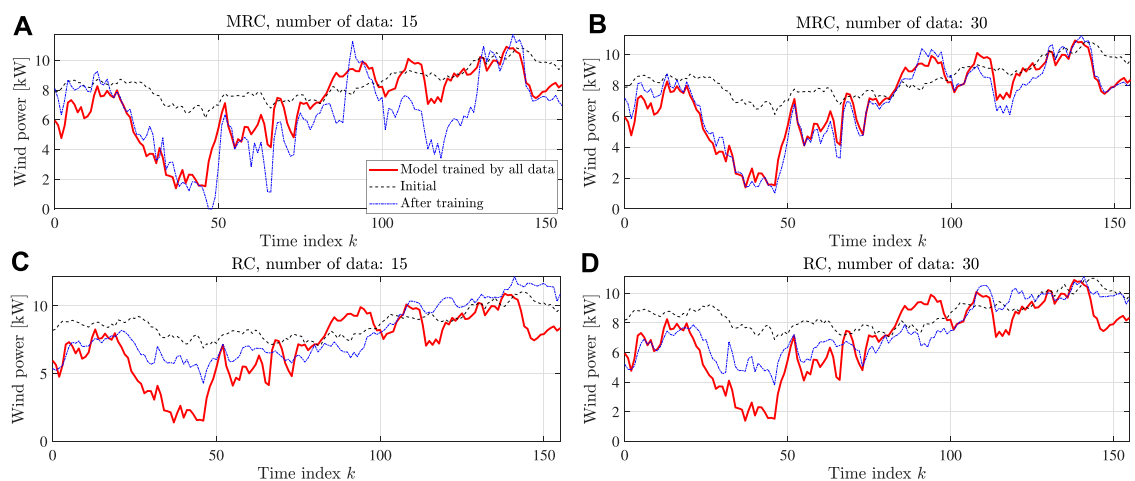 A
MRC, number of data: 15
Wind power [kW]
10
8
6
4
2
0
0
50
100
150
Time index k
Model trained by all data
Initial
After training
B
MRC, number of data: 30
Wind power [kW]
10
8
6
4
2
0
0
50
100
150
Time index k
C
RC, number of data: 15
Wind power [kW]
10
5
0
0
50
100
150
Time index k
D
RC, number of data: 30
Wind power [kW]
10
8
6
4
2
0
0
50
100
150
Time index k